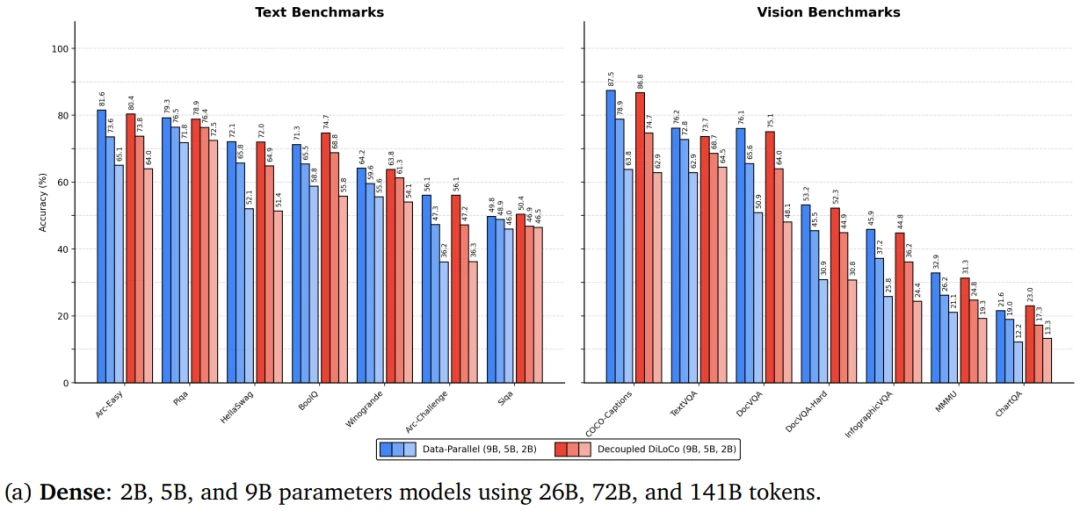 Text Benchmarks
Vision Benchmarks
Accuracy (%)
100
80
60
40
20
0
81.6 73.6 65.1 80.4 73.8 64.0
79.3 76.5 71.8 78.9 76.4 72.5
72.1 65.8 52.1 72.0 64.9 51.4
71.3 65.5 58.8 74.7 68.8 55.8
64.2 59.6 55.6 63.8 61.3 54.1
56.1 47.3 36.2 56.1 47.2 36.3
49.8 48.9 46.0 50.4 46.9 46.5
87.5 78.9 63.8 86.8 74.7 62.9
76.2 72.8 62.9 73.7 68.7 64.5
76.1 65.6 50.9 75.1 64.0 48.1
53.2 45.5 30.9 52.3 44.9 30.8
45.9 37.2 25.8 44.8 36.2 24.4
32.9 26.2 21.1 31.3 24.8 19.3
21.6 19.0 12.2 23.0 17.3 13.3
Arc-Easy
Piqa
HellaSwag
BoolQ
Winogrande
Arc-Challenge
Siqa
COCO-Captions
TextVQA
DocVQA
DocVQA-Hard
InfographicVQA
MMMU
ChartQA
Data-Parallel (9B, 5B, 2B)
Decoupled DiLoCo (9B, 5B, 2B)
(a) Dense: 2B, 5B, and 9B parameters models using 26B, 72B, and 141B tokens.